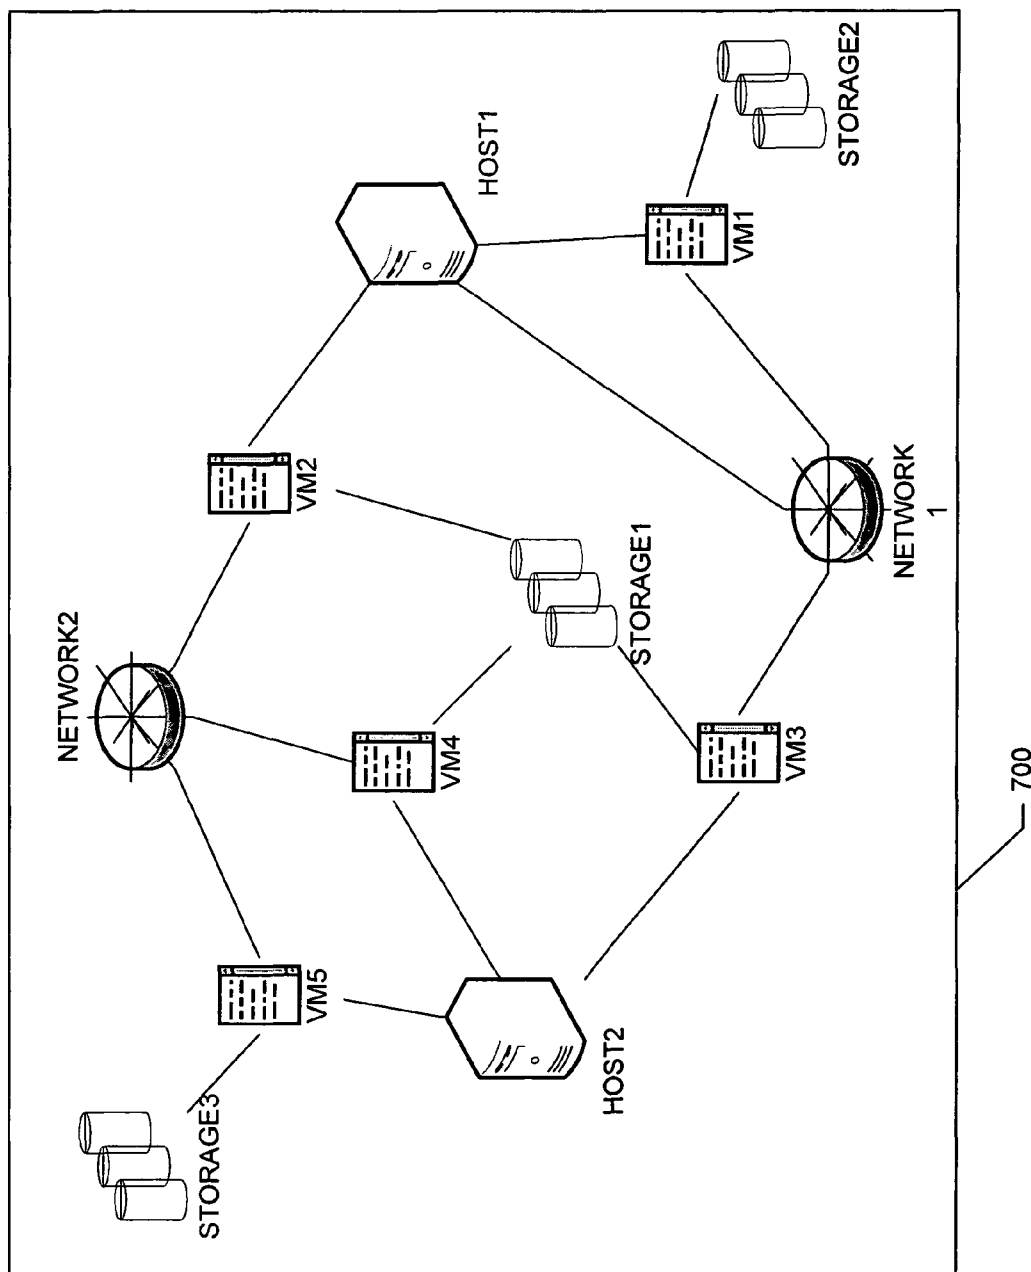 STORAGE3
NETWORK2
VM5
VM2
VM4
HOST1
HOST2
STORAGE1
VM3
VM1
STORAGE2
NETWORK
1
700